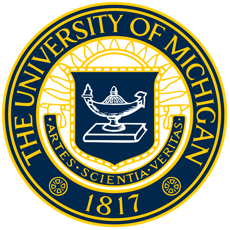 THE UNIVERSITY OF MICHIGAN
ARTES·SCIENTIA·VERITAS·
1817